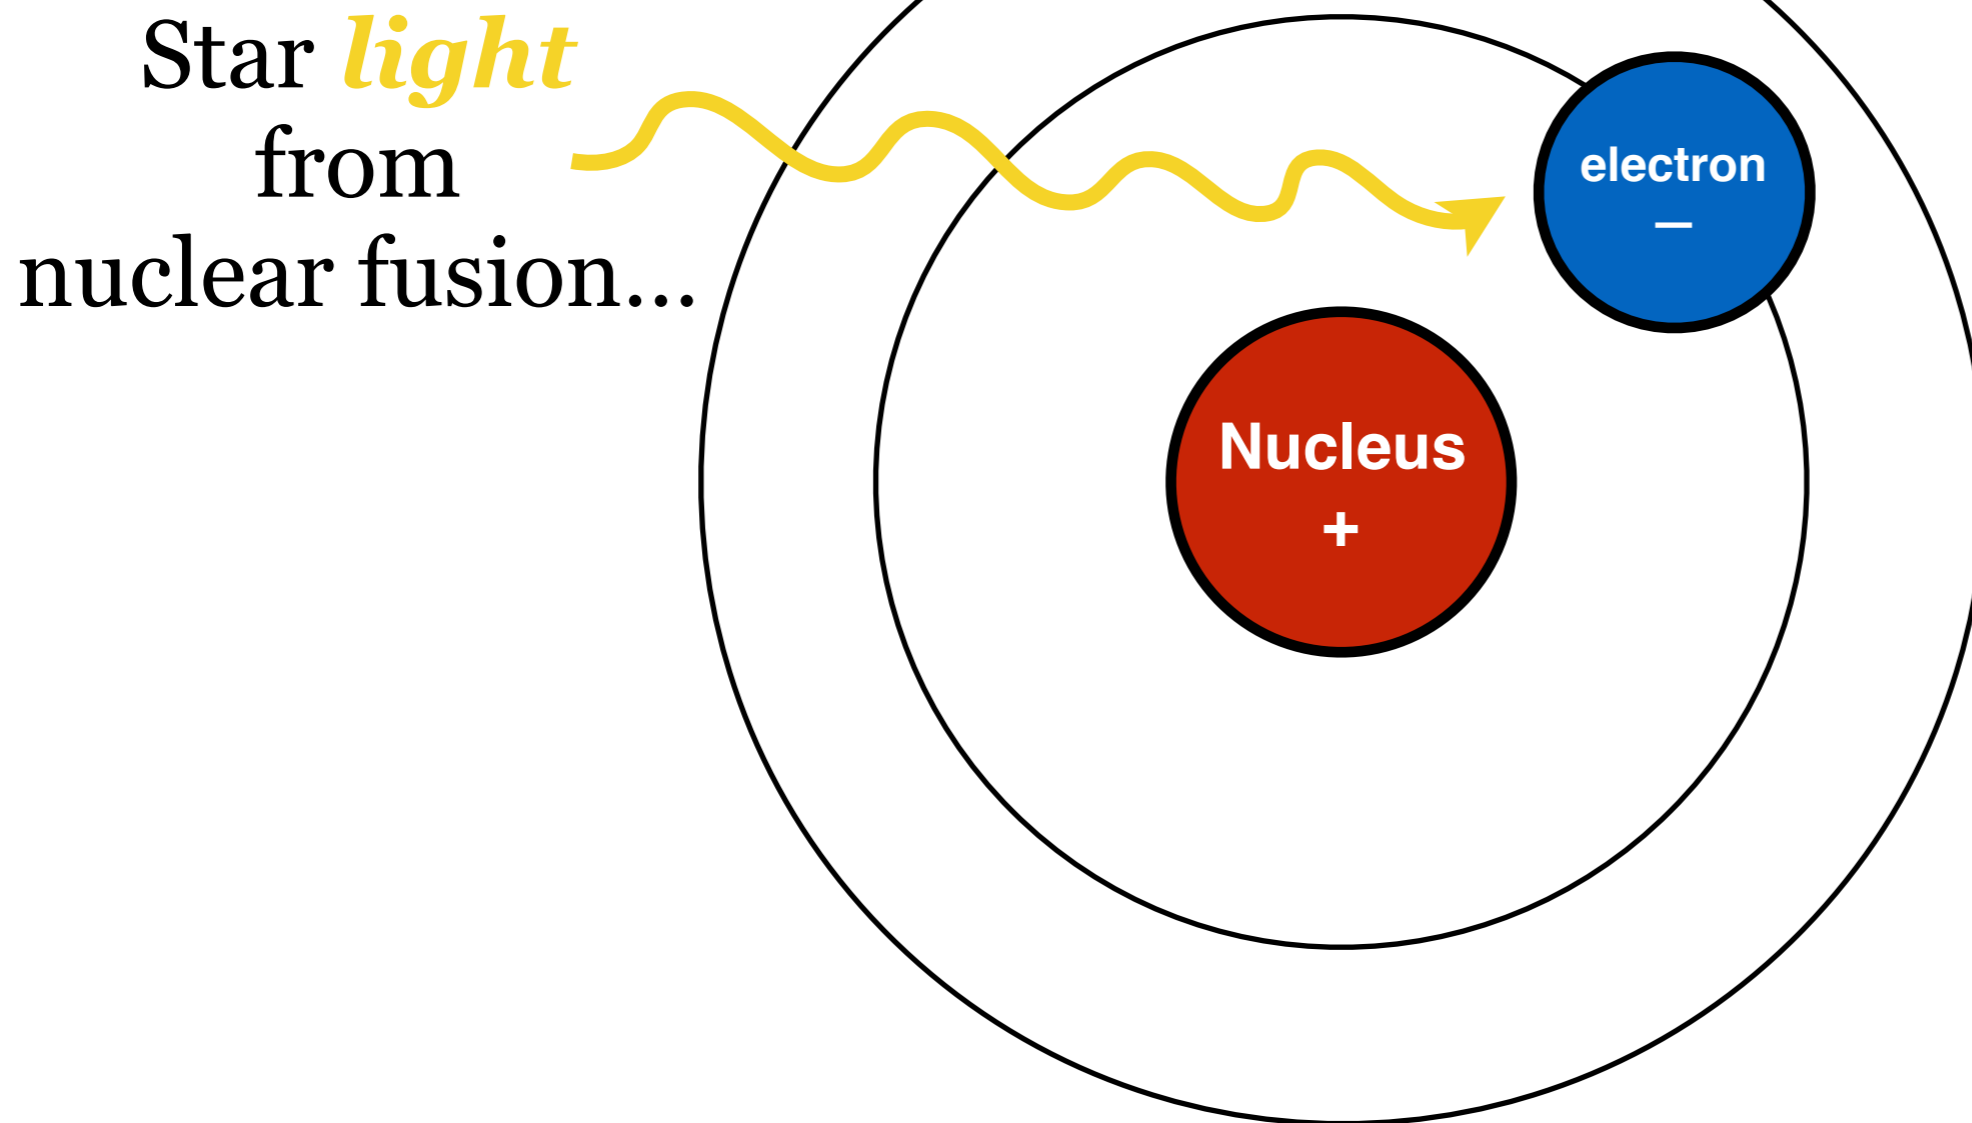 Star light
from
nuclear fusion...
electron
–
Nucleus
+